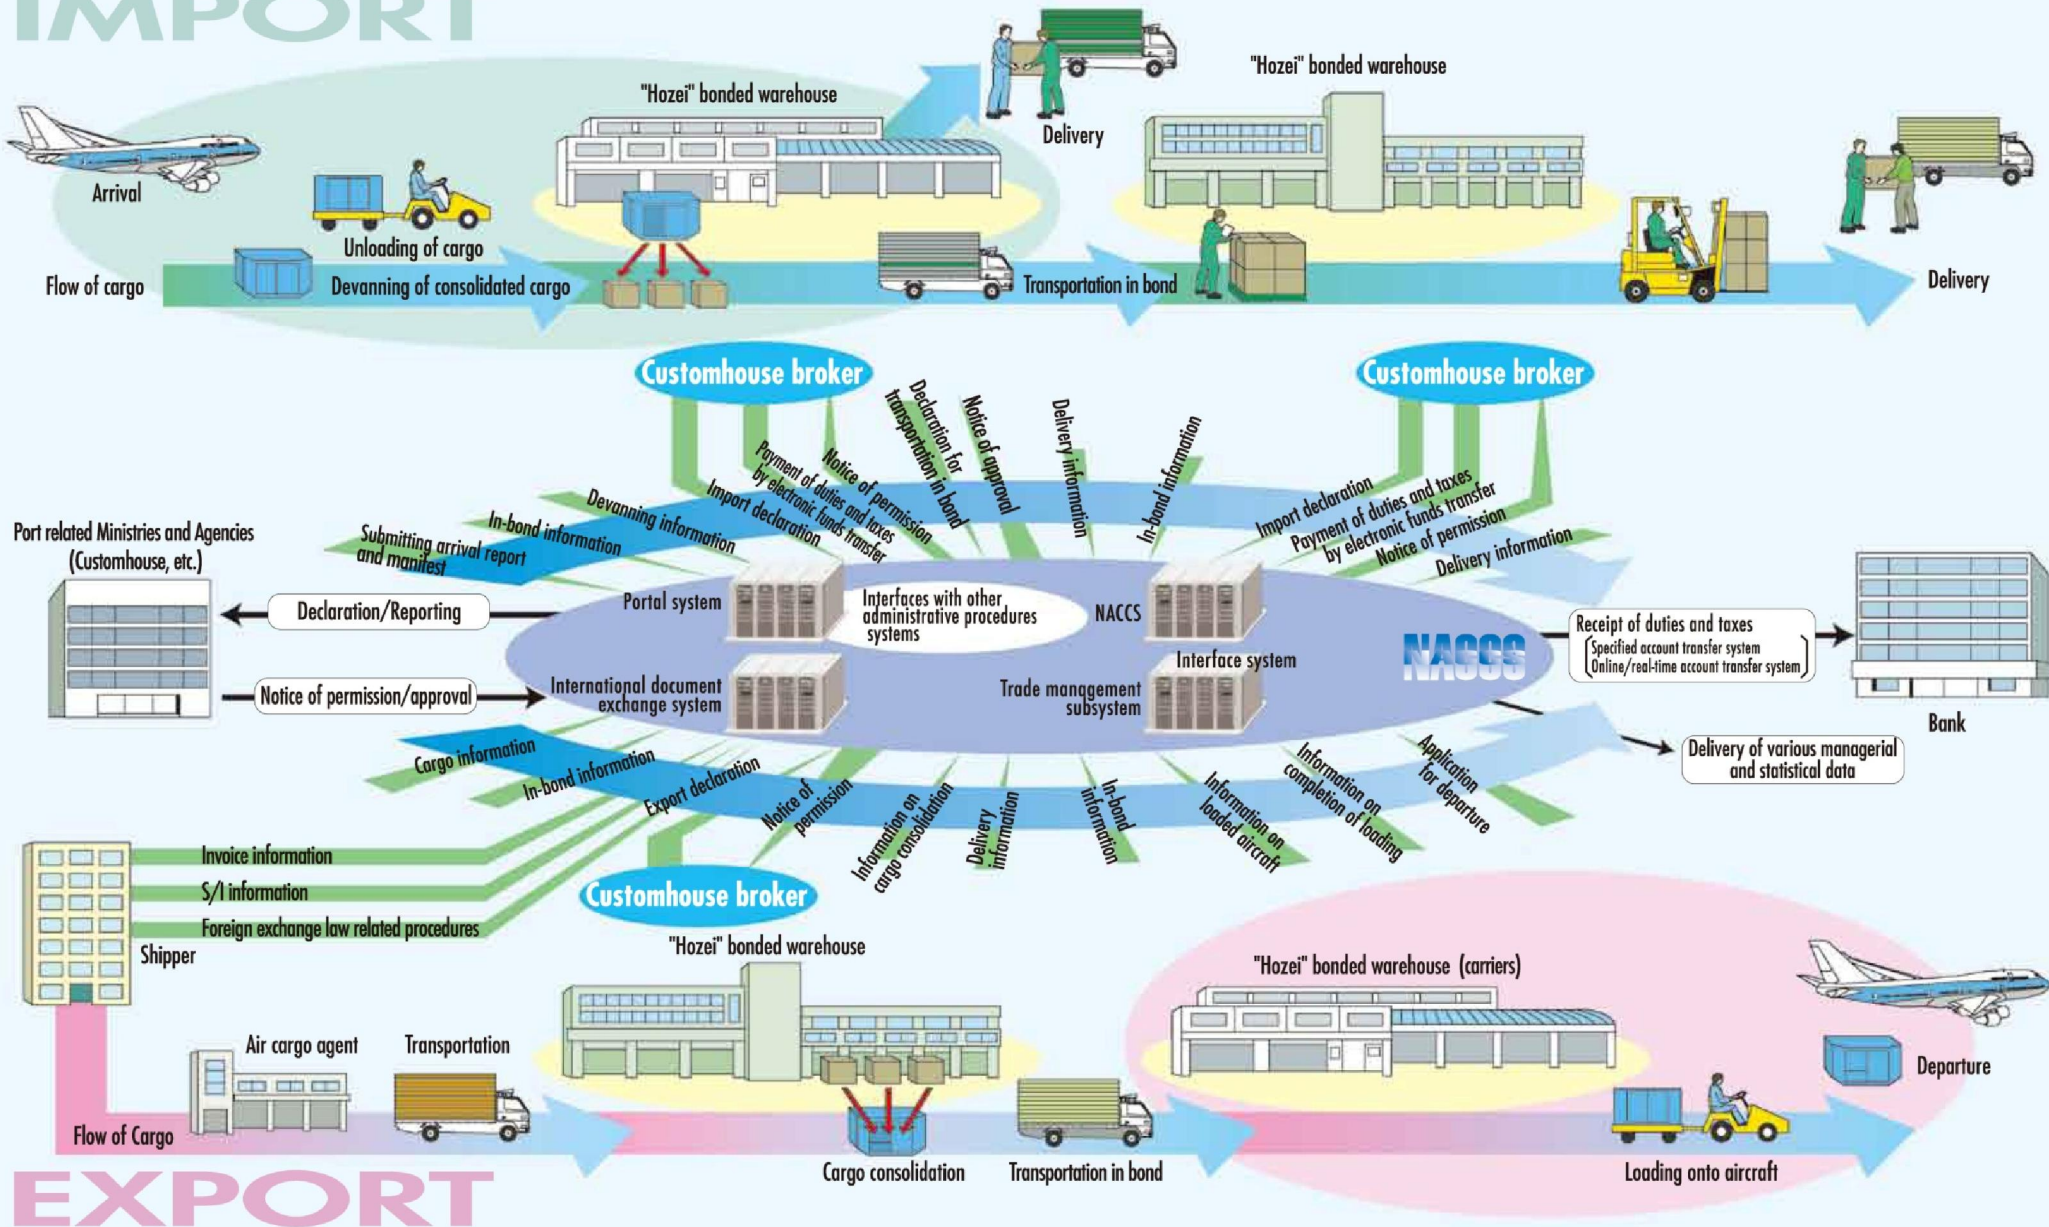 IMPORT
"Hozei" bonded warehouse
"Hozei" bonded warehouse
Delivery
Arrival
Unloading of cargo
Flow of cargo
Devanning of consolidated cargo
Transportation in bond
Delivery
Customhouse broker
Customhouse broker
Submitting arrival report
and manifest
In-bond information
Devanning information
Import declaration
Payment of duties and taxes
by electronic funds transfer
Notice of permission
Declaration for
transportation in bond
Notice of approval
Delivery information
In-bond information
Import declaration
Payment of duties and taxes
by electronic funds transfer
Notice of permission
Delivery information
Port related Ministries and Agencies
(Customhouse, etc.)
Declaration/Reporting
Notice of permission/approval
Portal system
Interfaces with other
administrative procedures
systems
NACCS
International document
exchange system
Interface system
Trade management
subsystem
NACCS
Receipt of duties and taxes
Specified account transfer system
Online/real-time account transfer system
Bank
Delivery of various managerial
and statistical data
Cargo information
In-bond information
Export declaration
Notice of
permission
Information on
cargo consolidation
Delivery
information
In-bond
information
Information on
loaded aircraft
Information on
completion of loading
Application
for departure
Invoice information
S/I information
Foreign exchange law related procedures
Shipper
Customhouse broker
"Hozei" bonded warehouse
"Hozei" bonded warehouse (carriers)
Air cargo agent
Transportation
Departure
Flow of Cargo
Cargo consolidation
Transportation in bond
Loading onto aircraft
EXPORT